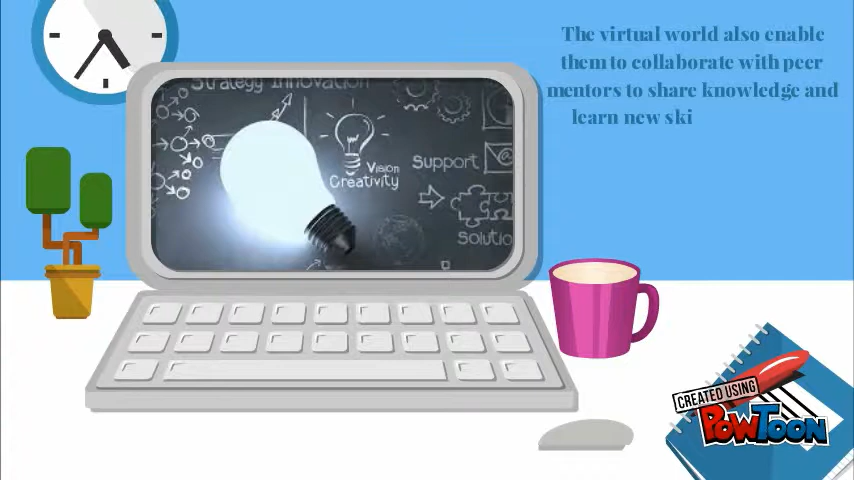 The virtual world also enable
them to collaborate with peer
mentors to share knowledge and
learn new ski
Strategy Innovation
Vision
Creativity
Support
Solutio
CREATED USING
POWTOON